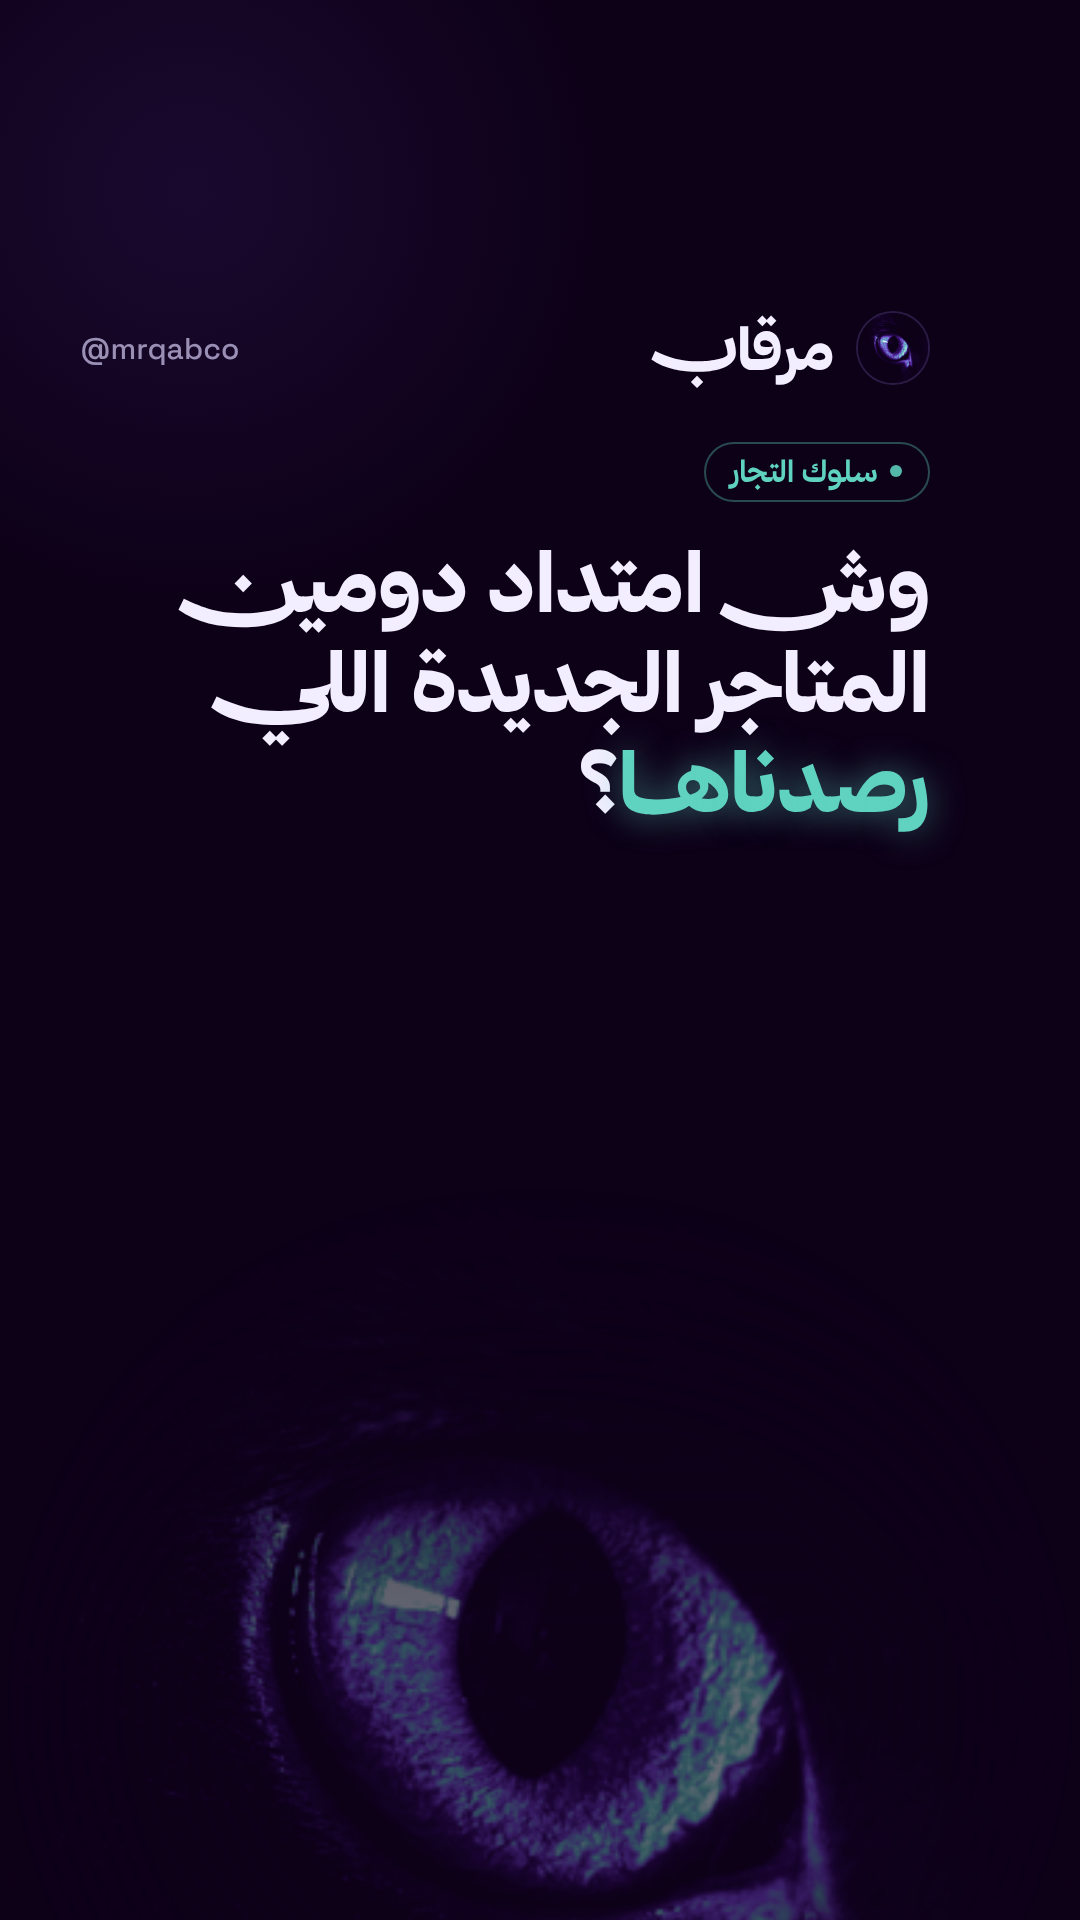 مرقاب
@mrqabco
سلوك التجار
وش امتداد دومين
المتاجر الجديدة اللي
رصدناها؟